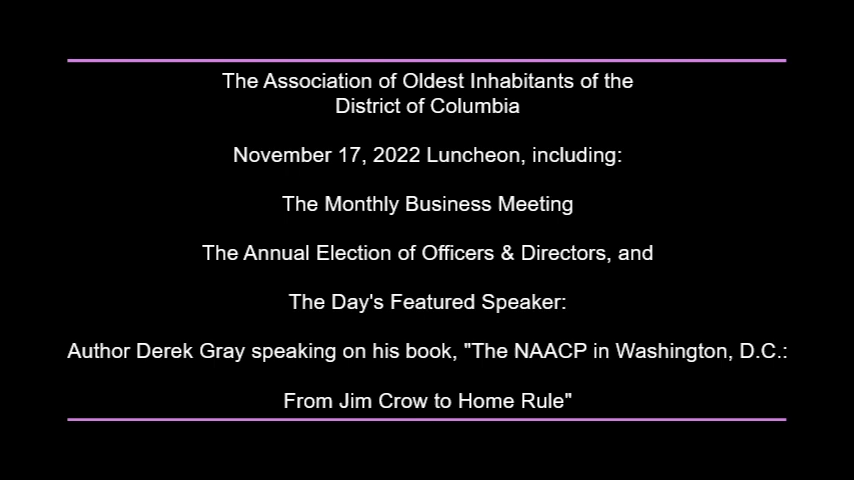 The Association of Oldest Inhabitants of the
District of Columbia
November 17, 2022 Luncheon, including:
The Monthly Business Meeting
The Annual Election of Officers & Directors, and
The Day's Featured Speaker:
Author Derek Gray speaking on his book, "The NAACP in Washington, D.C.:
From Jim Crow to Home Rule"